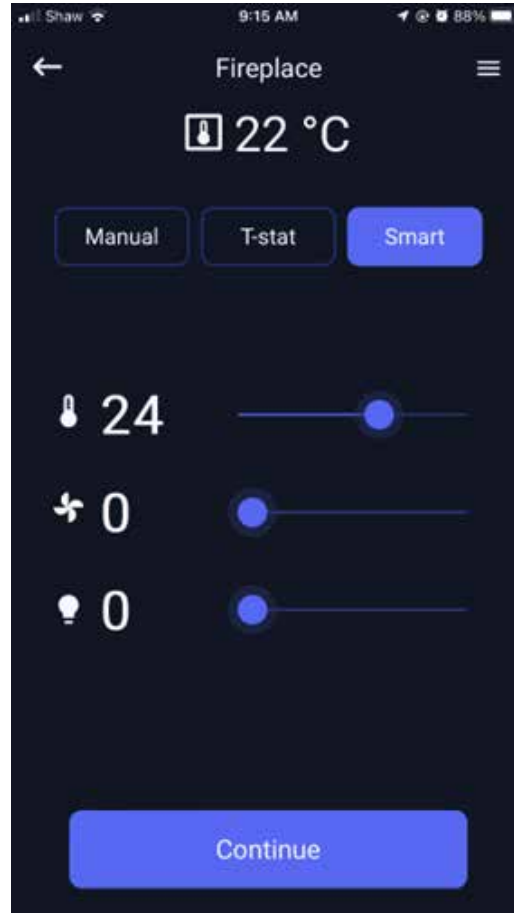 Shaw 9:15 AM 88%
Fireplace
22 °C
Manual T-stat Smart
24
0
0
Continue